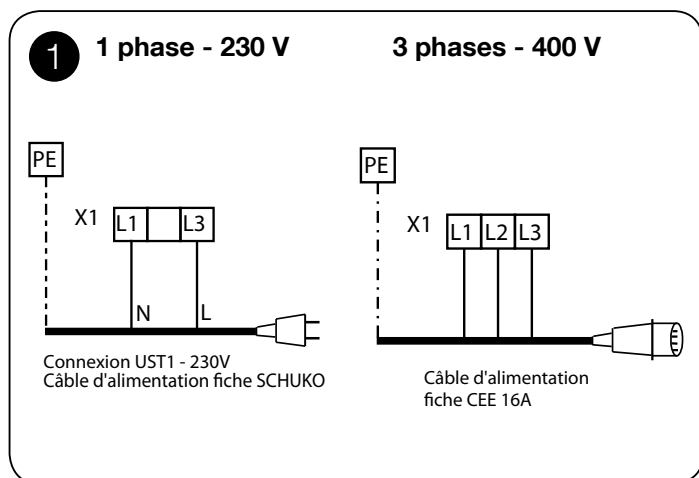 1
1 phase - 230 V
3 phases - 400 V
PE
X1
L1
L3
N
L
Connexion UST1 - 230V
Câble d'alimentation fiche SCHUKO
PE
X1
L1
L2
L3
Câble d'alimentation
fiche CEE 16A